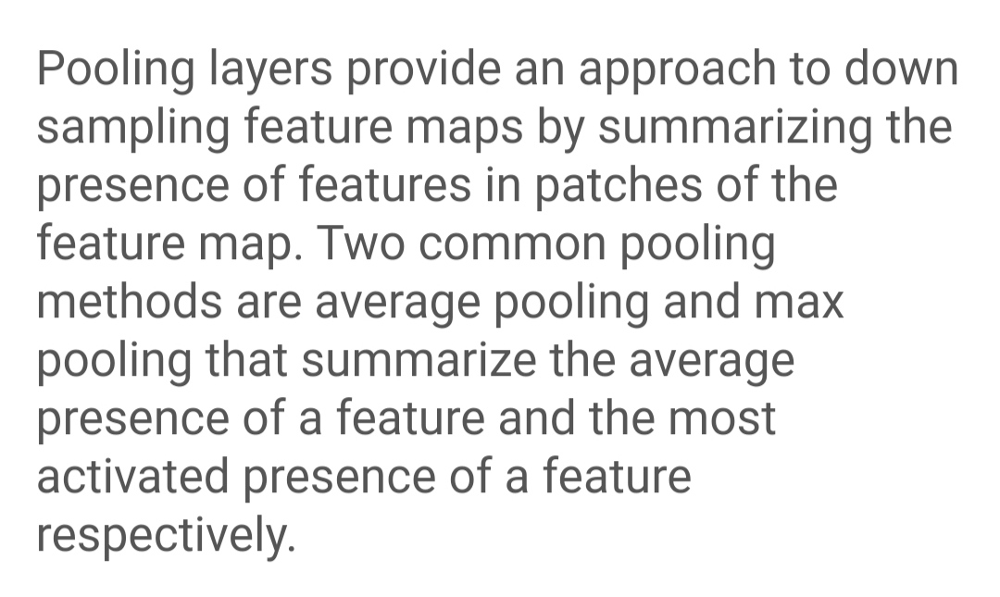 Pooling layers provide an approach to down
sampling feature maps by summarizing the
presence of features in patches of the
feature map. Two common pooling
methods are average pooling and max
pooling that summarize the average
presence of a feature and the most
activated presence of a feature
respectively.